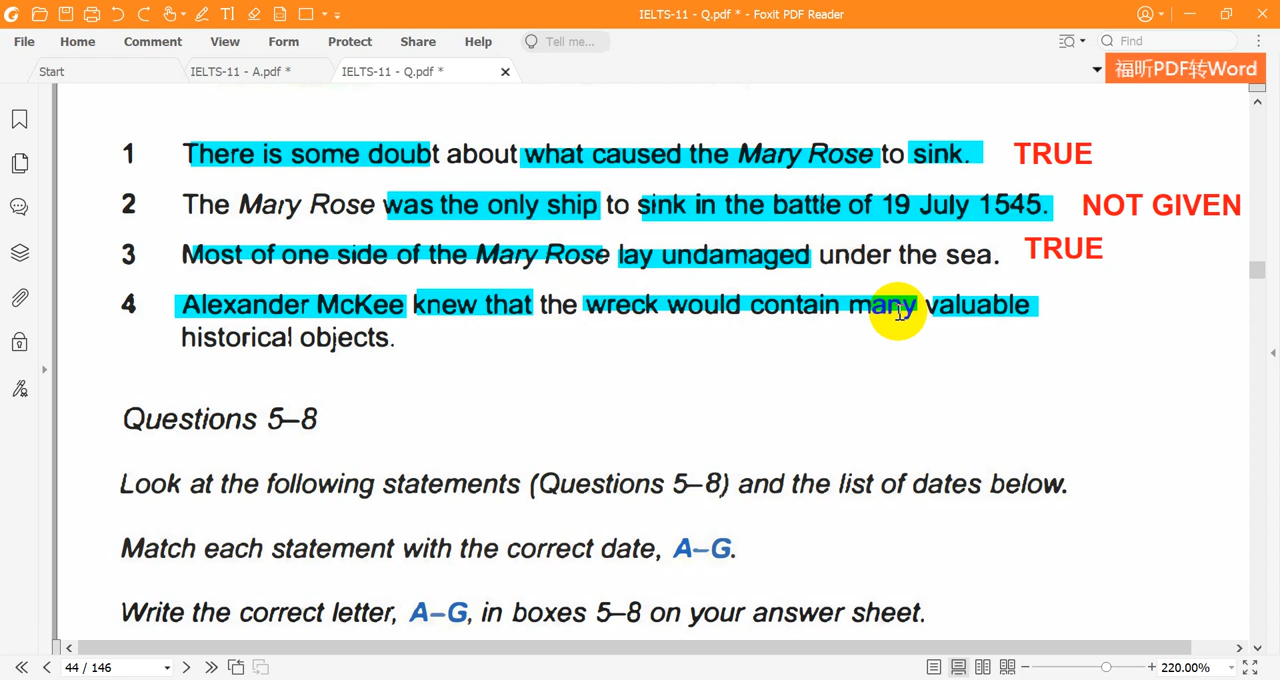 IELTS-11 - Q.pdf * - Foxit PDF Reader
File Home Comment View Form Protect Share Help Tell me... Find
Start IELTS-11 - A.pdf * IELTS-11 - Q.pdf * 福昕PDF转Word
1 There is some doubt about what caused the Mary Rose to sink. TRUE
2 The Mary Rose was the only ship to sink in the battle of 19 July 1545. NOT GIVEN
3 Most of one side of the Mary Rose lay undamaged under the sea. TRUE
4 Alexander McKee knew that the wreck would contain many valuable
historical objects.
Questions 5–8
Look at the following statements (Questions 5–8) and the list of dates below.
Match each statement with the correct date, A–G.
Write the correct letter, A–G, in boxes 5–8 on your answer sheet.
44 / 146 220.00%